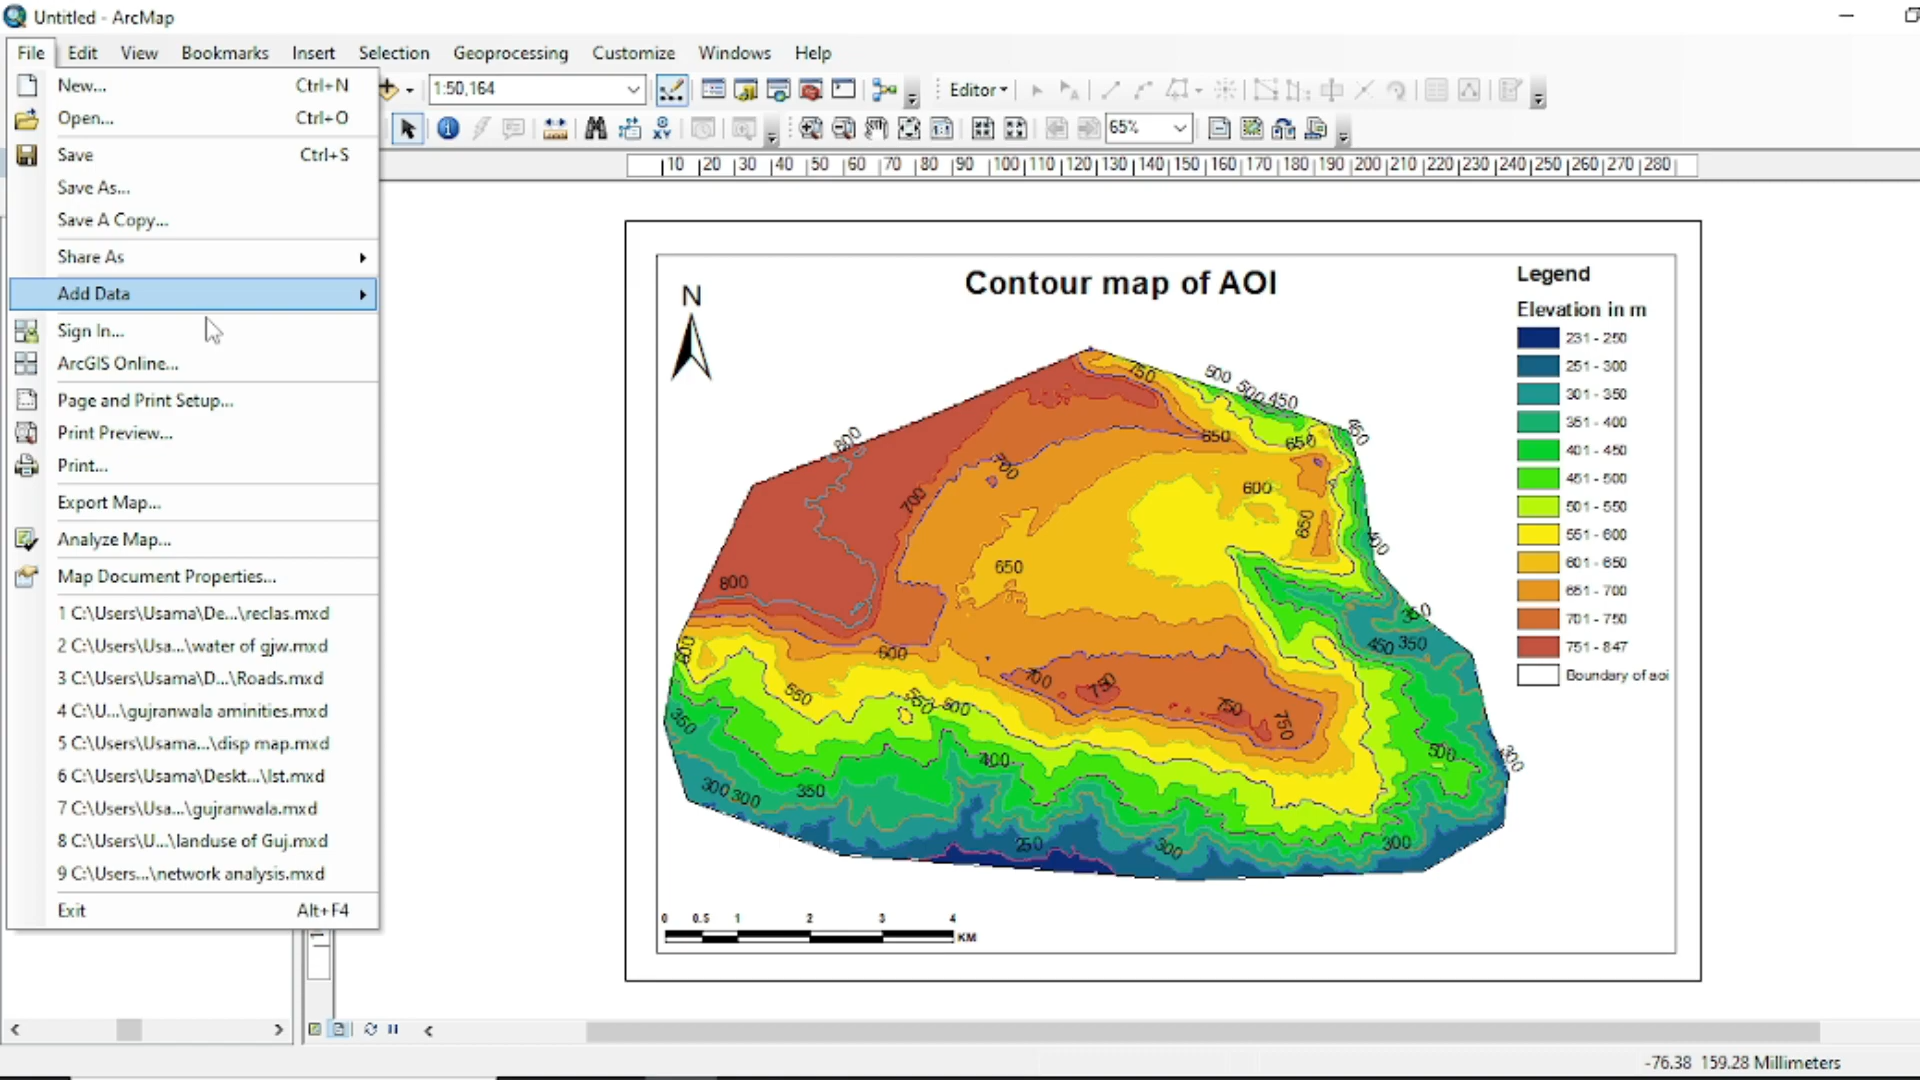 Untitled - ArcMap
File Edit View Bookmarks Insert Selection Geoprocessing Customize Windows Help
New... Ctrl+N
1:50,164
Editor
Open... Ctrl+O
65%
Save Ctrl+S
10 20 30 40 50 60 70 80 90 100 110 120 130 140 150 160 170 180 190 200 210 220 230 240 250 260 270 280
Save As...
Save A Copy...
Share As
Add Data
Sign In...
ArcGIS Online...
Page and Print Setup...
Print Preview...
Print...
Export Map...
Analyze Map...
Map Document Properties...
1 C:\Users\Usama\De...\reclas.mxd
2 C:\Users\Usa...\water of gjw.mxd
3 C:\Users\Usama\D...\Roads.mxd
4 C:\U...\gujranwala aminities.mxd
5 C:\Users\Usama...\disp map.mxd
6 C:\Users\Usama\Deskt...\lst.mxd
7 C:\Users\Usa...\gujranwala.mxd
8 C:\Users\U...\landuse of Guj.mxd
9 C:\Users...\network analysis.mxd
Exit Alt+F4
Contour map of AOI
N
Legend
Elevation in m
231 - 250
251 - 300
301 - 350
351 - 400
401 - 450
451 - 500
501 - 550
551 - 600
601 - 650
651 - 700
701 - 750
751 - 847
Boundary of aoi
750 500 500 450
800 650 650 450
700 700 600 650
400
650
800
350
600 450 350
700 750
550 550 500 750 750
350 500
400 300
300 300 350
250 300 300
0 0.5 1 2 3 4
KM
-76.38 159.28 Millimeters